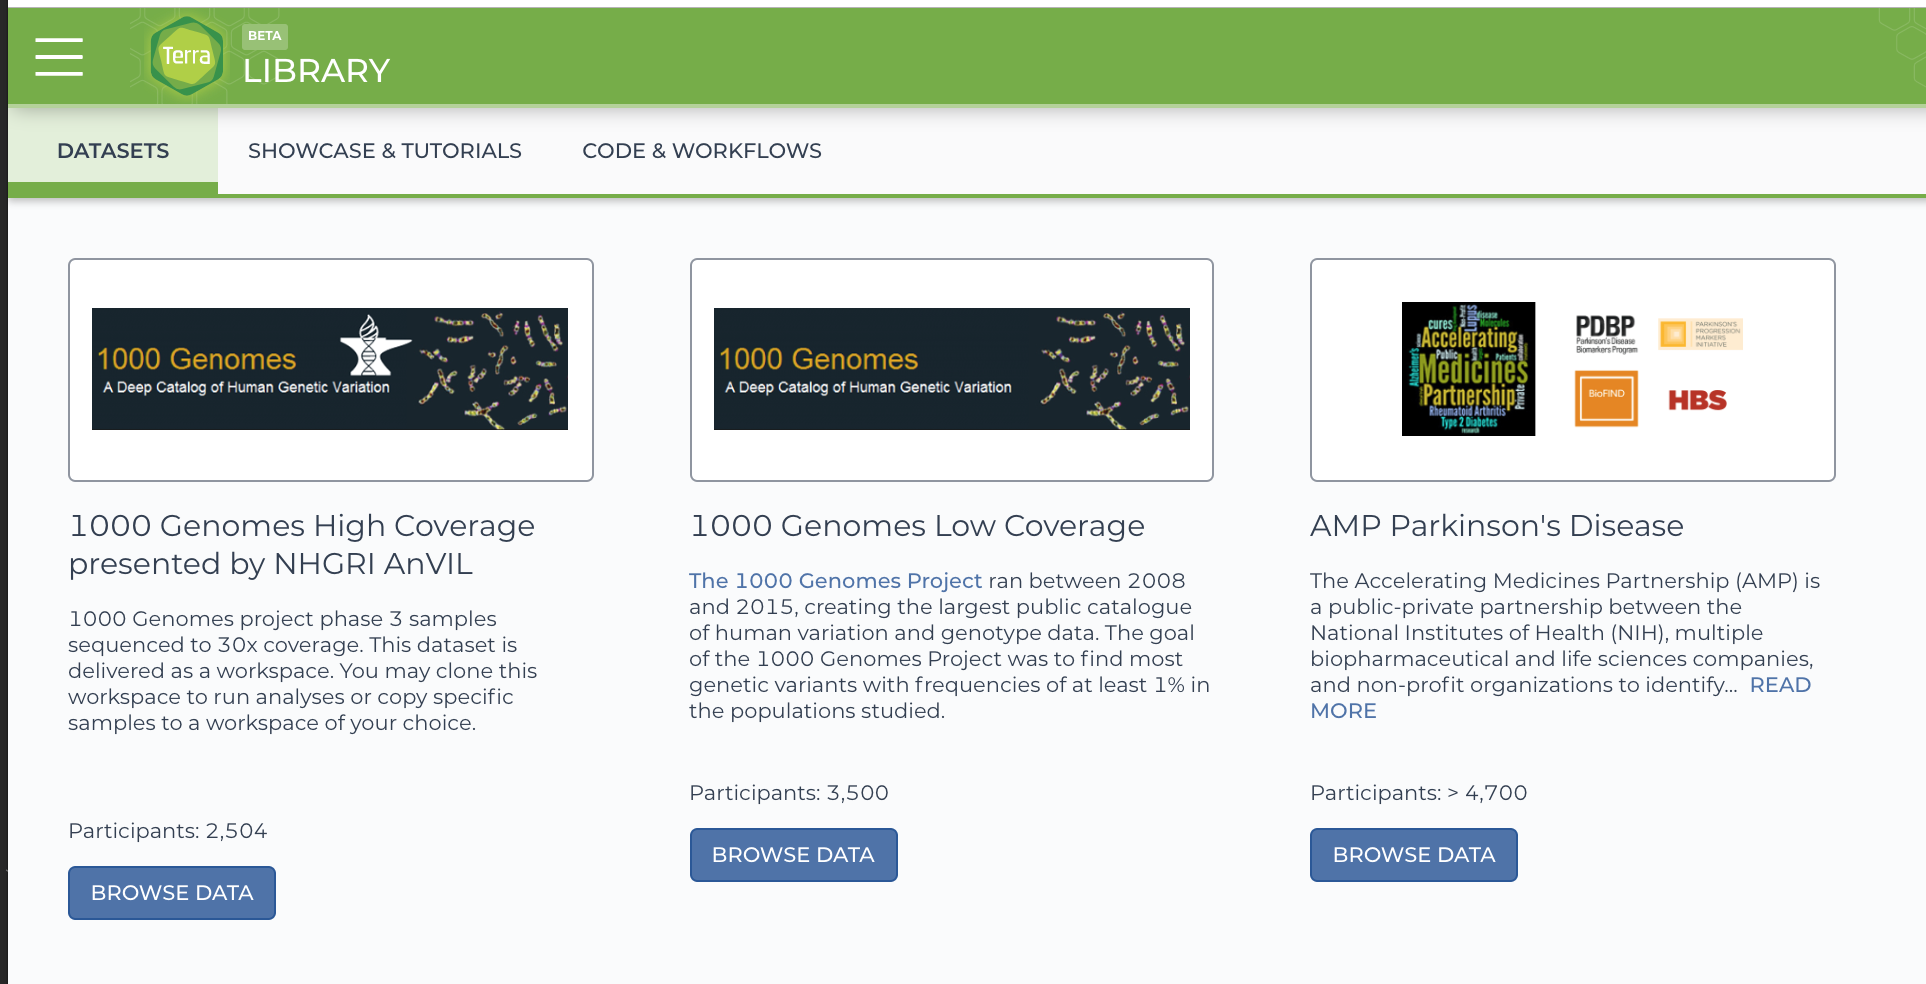 Terra
BETA
LIBRARY
DATASETS
SHOWCASE & TUTORIALS
CODE & WORKFLOWS
1000 Genomes
A Deep Catalog of Human Genetic Variation
1000 Genomes High Coverage
presented by NHGRI AnVIL
1000 Genomes project phase 3 samples
sequenced to 30x coverage. This dataset is
delivered as a workspace. You may clone this
workspace to run analyses or copy specific
samples to a workspace of your choice.
Participants: 2,504
BROWSE DATA
1000 Genomes
A Deep Catalog of Human Genetic Variation
1000 Genomes Low Coverage
The 1000 Genomes Project ran between 2008
and 2015, creating the largest public catalogue
of human variation and genotype data. The goal
of the 1000 Genomes Project was to find most
genetic variants with frequencies of at least 1% in
the populations studied.
Participants: 3,500
BROWSE DATA
cures
Lupus
disease
Molecules
Accelerating
Public
Patients
Alzheimer's
Medicines
Partnership
Private
Rheumatoid Arthritis
Type 2 Diabetes
research
PDBP
Parkinson's Disease
Biomarkers Program
PARKINSON'S
PROGRESSION
MARKERS
INITIATIVE
BioFIND
HBS
AMP Parkinson's Disease
The Accelerating Medicines Partnership (AMP) is
a public-private partnership between the
National Institutes of Health (NIH), multiple
biopharmaceutical and life sciences companies,
and non-profit organizations to identify... READ
MORE
Participants: > 4,700
BROWSE DATA